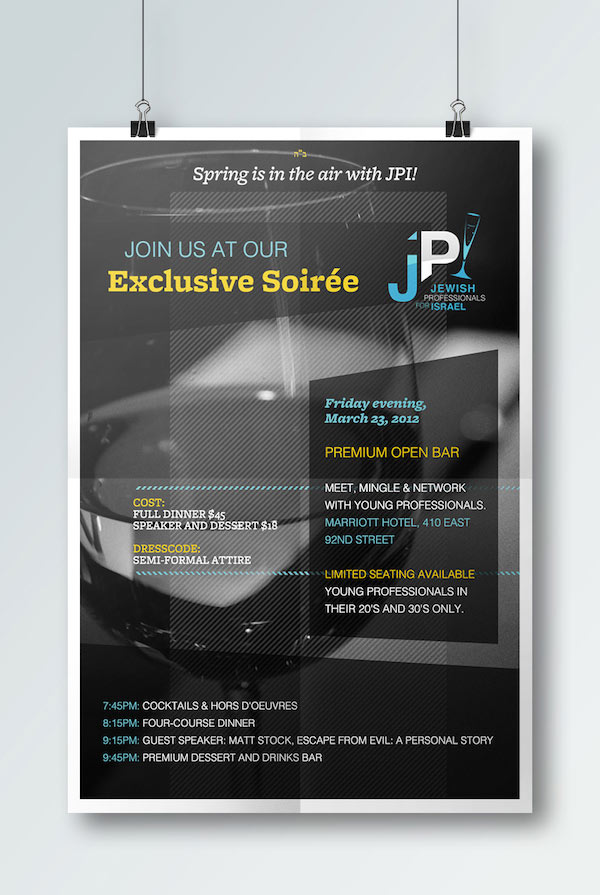 ב"ה
Spring is in the air with JPI!
JOIN US AT OUR
Exclusive Soirée
jP
JEWISH
PROFESSIONALS
FOR ISRAEL
Friday evening,
March 23, 2012
PREMIUM OPEN BAR
MEET, MINGLE & NETWORK
WITH YOUNG PROFESSIONALS.
MARRIOTT HOTEL, 410 EAST
92ND STREET
LIMITED SEATING AVAILABLE
YOUNG PROFESSIONALS IN
THEIR 20'S AND 30'S ONLY.
COST:
FULL DINNER $45
SPEAKER AND DESSERT $18
DRESSCODE:
SEMI-FORMAL ATTIRE
7:45PM: COCKTAILS & HORS D'OEUVRES
8:15PM: FOUR-COURSE DINNER
9:15PM: GUEST SPEAKER: MATT STOCK, ESCAPE FROM EVIL: A PERSONAL STORY
9:45PM: PREMIUM DESSERT AND DRINKS BAR